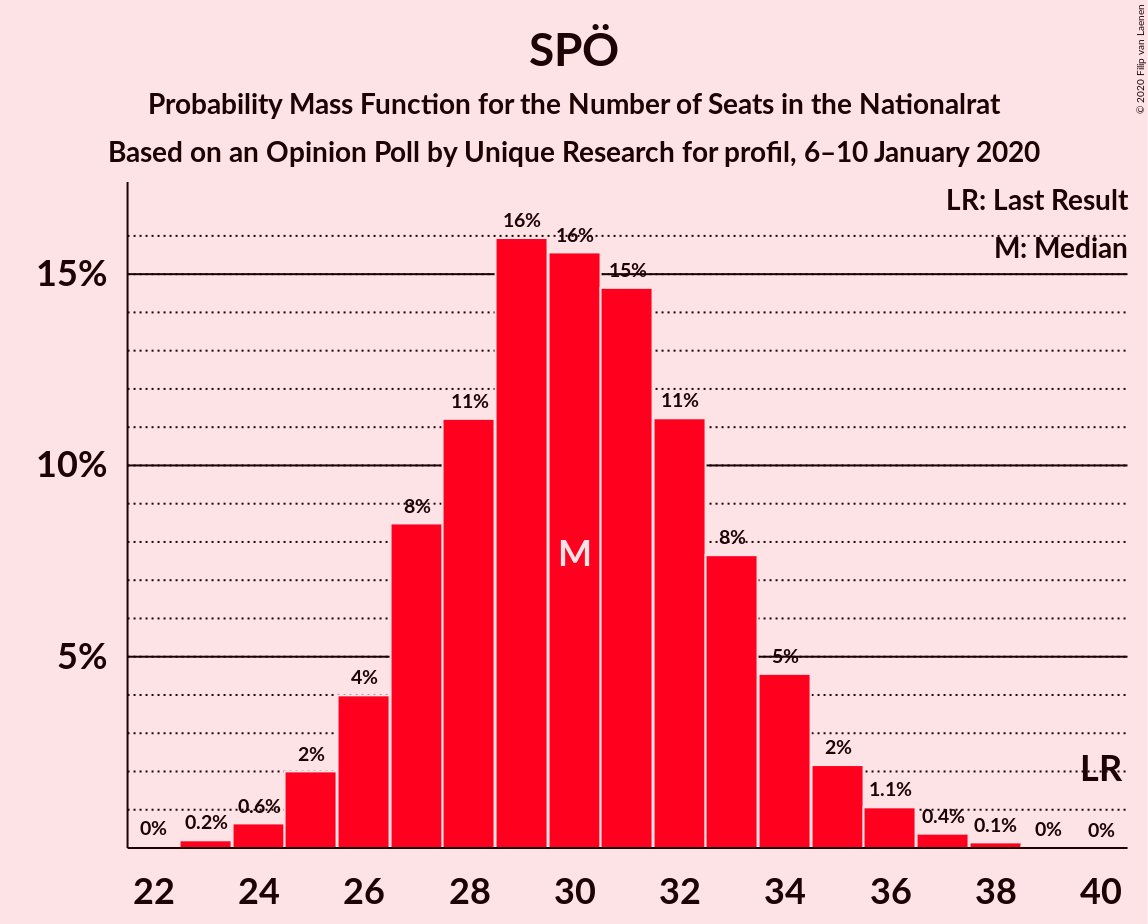 SPÖ
Probability Mass Function for the Number of Seats in the Nationalrat
Based on an Opinion Poll by Unique Research for profil, 6–10 January 2020
© 2020 Filip van Laenen
LR: Last Result
M: Median
15%
10%
5%
0%
0.2%
0.6%
2%
4%
8%
11%
16%
16%
15%
11%
8%
5%
2%
1.1%
0.4%
0.1%
0%
0%
M
LR
22 24 26 28 30 32 34 36 38 40